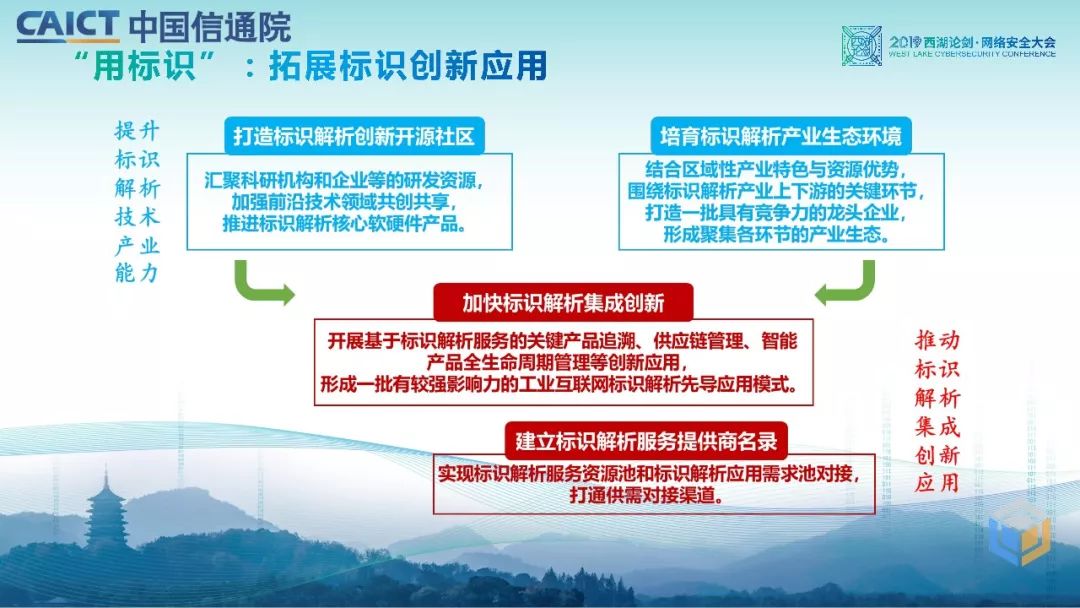 CAICT 中国信通院
2019西湖论剑·网络安全大会
WEST LAKE CYBERSECURITY CONFERENCE
“用标识”：拓展标识创新应用
提升
标识
解析
技术
产业
能力
打造标识解析创新开源社区
汇聚科研机构和企业等的研发资源，
加强前沿技术领域共创共享，
推进标识解析核心软硬件产品。
培育标识解析产业生态环境
结合区域性产业特色与资源优势，
围绕标识解析产业上下游的关键环节，
打造一批具有竞争力的龙头企业，
形成聚集各环节的产业生态。
加快标识解析集成创新
开展基于标识解析服务的关键产品追溯、供应链管理、智能
产品全生命周期管理等创新应用，
形成一批有较强影响力的工业互联网标识解析先导应用模式。
推动
标识
解析
集成
创新
应用
建立标识解析服务提供商名录
实现标识解析服务资源池和标识解析应用需求池对接，
打通供需对接渠道。